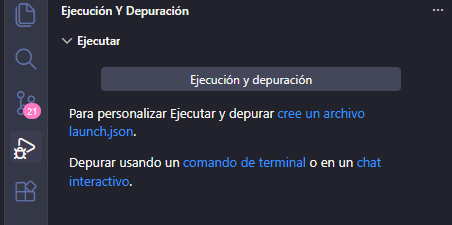 Ejecución Y Depuración
Ejecutar
Ejecución y depuración
Para personalizar Ejecutar y depurar cree un archivo
launch.json.
Depurar usando un comando de terminal o en un chat
interactivo.
21